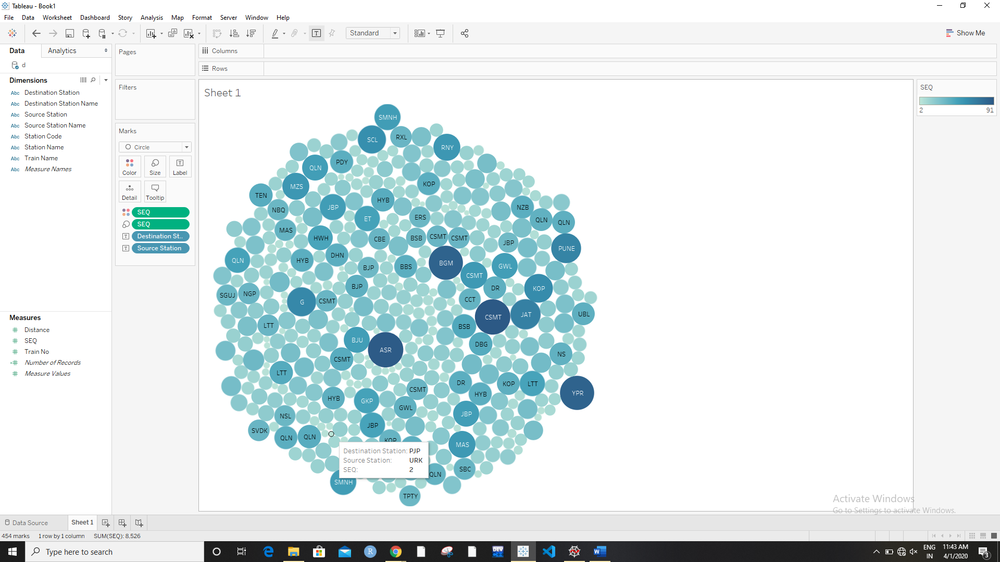 Tableau - Book1
File Data Worksheet Dashboard Story Analysis Map Format Server Window Help
Standard
Show Me
Data Analytics
d
Dimensions
Destination Station
Destination Station Name
Source Station
Source Station Name
Station Code
Station Name
Train Name
Measure Names
Measures
Distance
SEQ
Train No
Number of Records
Measure Values
Pages
Filters
Marks
Circle
Color Size Label
Detail Tooltip
SEQ
SEQ
Destination St..
Source Station
Columns
Rows
Sheet 1
SMNH
SCL RXL
RNY
QLN PDY
MZS KOP
TEN HYB
NBQ JBP NZB
ET ERS QLN QLN
MAS
HWH CBE BSB CSMT CSMT JBP
PUNE
QLN HYB DHN BGM
BJP BBS GWL
CSMT
BJP DR KOP
SGUJ NGP
G CSMT CCT
CSMT JAT UBL
LTT BSB
BJU DBG
ASR NS
CSMT
LTT DR KOP LTT
CSMT
HYB GKP HYB YPR
GWL
NSL JBP
SVDK JBP
QLN QLN KOP
MAS
Destination Station: PJP
Source Station: URK
SEQ: 2
SBC
QLN
SMNH
TPTY
SEQ
2 91
Activate Windows
Go to Settings to activate Windows.
Data Source Sheet 1
454 marks 1 row by 1 column SUM(SEQ): 8,526
Type here to search
ENG
IN
11:43 AM
4/1/2020
3